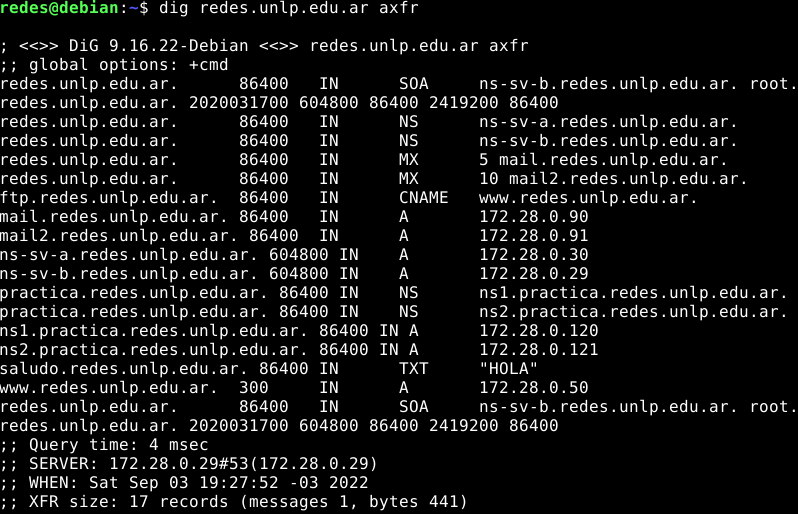 redes@debian:~$ dig redes.unlp.edu.ar axfr
; <<>> DiG 9.16.22-Debian <<>> redes.unlp.edu.ar axfr
;; global options: +cmd
redes.unlp.edu.ar. 86400 IN SOA ns-sv-b.redes.unlp.edu.ar. root.
redes.unlp.edu.ar. 2020031700 604800 86400 2419200 86400
redes.unlp.edu.ar. 86400 IN NS ns-sv-a.redes.unlp.edu.ar.
redes.unlp.edu.ar. 86400 IN NS ns-sv-b.redes.unlp.edu.ar.
redes.unlp.edu.ar. 86400 IN MX 5 mail.redes.unlp.edu.ar.
redes.unlp.edu.ar. 86400 IN MX 10 mail2.redes.unlp.edu.ar.
ftp.redes.unlp.edu.ar. 86400 IN CNAME www.redes.unlp.edu.ar.
mail.redes.unlp.edu.ar. 86400 IN A 172.28.0.90
mail2.redes.unlp.edu.ar. 86400 IN A 172.28.0.91
ns-sv-a.redes.unlp.edu.ar. 604800 IN A 172.28.0.30
ns-sv-b.redes.unlp.edu.ar. 604800 IN A 172.28.0.29
practica.redes.unlp.edu.ar. 86400 IN NS ns1.practica.redes.unlp.edu.ar.
practica.redes.unlp.edu.ar. 86400 IN NS ns2.practica.redes.unlp.edu.ar.
ns1.practica.redes.unlp.edu.ar. 86400 IN A 172.28.0.120
ns2.practica.redes.unlp.edu.ar. 86400 IN A 172.28.0.121
saludo.redes.unlp.edu.ar. 86400 IN TXT "HOLA"
www.redes.unlp.edu.ar. 300 IN A 172.28.0.50
redes.unlp.edu.ar. 86400 IN SOA ns-sv-b.redes.unlp.edu.ar. root.
redes.unlp.edu.ar. 2020031700 604800 86400 2419200 86400
;; Query time: 4 msec
;; SERVER: 172.28.0.29#53(172.28.0.29)
;; WHEN: Sat Sep 03 19:27:52 -03 2022
;; XFR size: 17 records (messages 1, bytes 441)